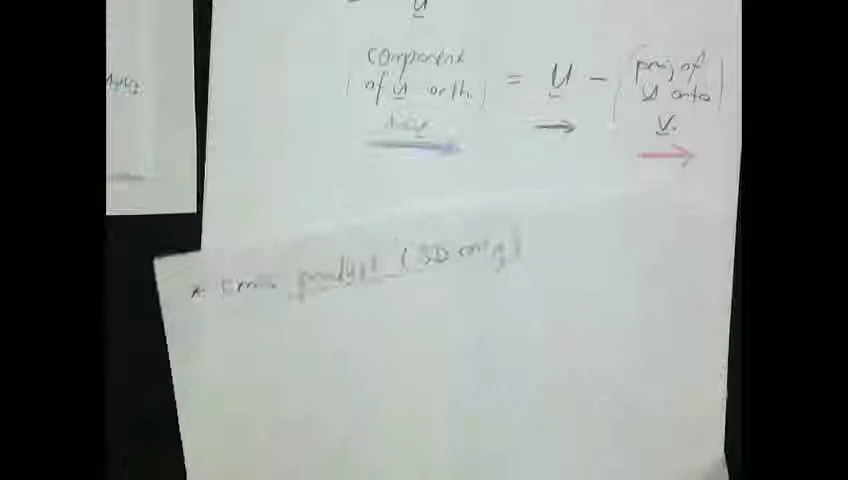 u
component
of u orth. = u - (proj of
u onto
v.
* cross product (3D only)